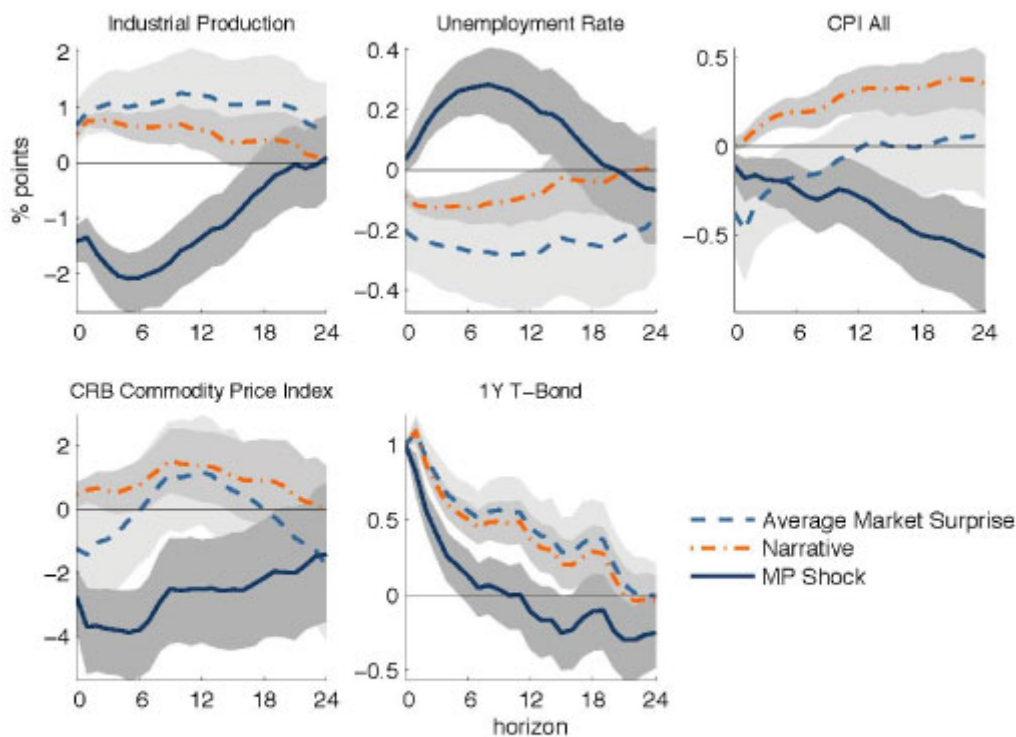 Industrial Production
Unemployment Rate
CPI All
% points
2
1
0
−1
−2
0 6 12 18 24
0.4
0.2
0
−0.2
−0.4
0 6 12 18 24
0.5
0
−0.5
0 6 12 18 24
CRB Commodity Price Index
1Y T−Bond
2
0
−2
−4
0 6 12 18 24
1
0.5
0
−0.5
0 6 12 18 24
horizon
Average Market Surprise
Narrative
MP Shock